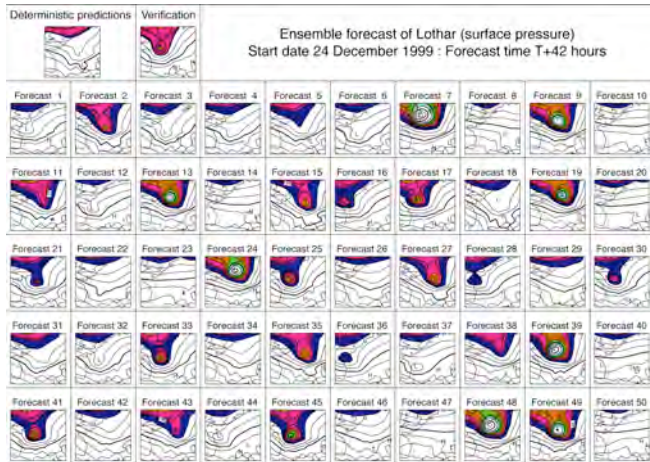 Deterministic predictions
Verification
Ensemble forecast of Lothar (surface pressure)
Start date 24 December 1999 : Forecast time T+42 hours
Forecast 1
Forecast 2
Forecast 3
Forecast 4
Forecast 5
Forecast 6
Forecast 7
Forecast 8
Forecast 9
Forecast 10
Forecast 11
Forecast 12
Forecast 13
Forecast 14
Forecast 15
Forecast 16
Forecast 17
Forecast 18
Forecast 19
Forecast 20
Forecast 21
Forecast 22
Forecast 23
Forecast 24
Forecast 25
Forecast 26
Forecast 27
Forecast 28
Forecast 29
Forecast 30
Forecast 31
Forecast 32
Forecast 33
Forecast 34
Forecast 35
Forecast 36
Forecast 37
Forecast 38
Forecast 39
Forecast 40
Forecast 41
Forecast 42
Forecast 43
Forecast 44
Forecast 45
Forecast 46
Forecast 47
Forecast 48
Forecast 49
Forecast 50